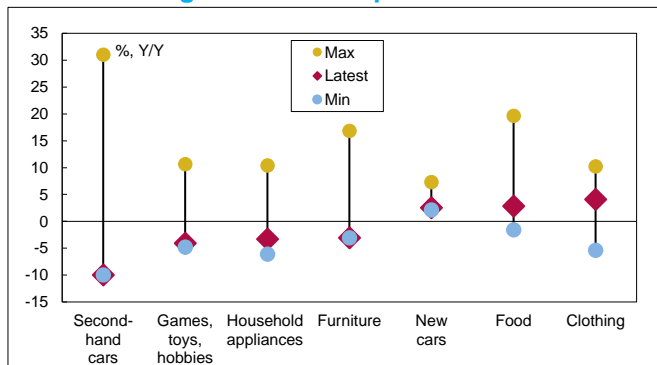 35
30
25
20
15
10
5
0
-5
-10
-15
%, Y/Y
Max
Latest
Min
Second-
hand
cars
Games,
toys,
hobbies
Household
appliances
Furniture
New
cars
Food
Clothing